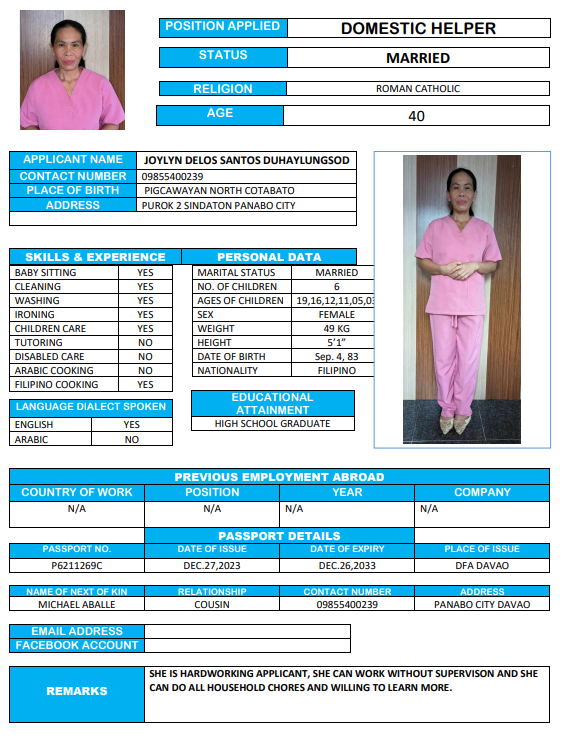 POSITION APPLIED DOMESTIC HELPER
STATUS MARRIED
RELIGION ROMAN CATHOLIC
AGE 40
APPLICANT NAME JOYLYN DELOS SANTOS DUHAYLUNGSOD
CONTACT NUMBER 09855400239
PLACE OF BIRTH PIGCAWAYAN NORTH COTABATO
ADDRESS PUROK 2 SINDATON PANABO CITY
SKILLS & EXPERIENCE PERSONAL DATA
BABY SITTING YES MARITAL STATUS MARRIED
CLEANING YES NO. OF CHILDREN 6
WASHING YES AGES OF CHILDREN 19,16,12,11,05,03
IRONING YES SEX FEMALE
CHILDREN CARE YES WEIGHT 49 KG
TUTORING NO HEIGHT 5’1”
DISABLED CARE NO DATE OF BIRTH Sep. 4, 83
ARABIC COOKING NO NATIONALITY FILIPINO
FILIPINO COOKING YES
EDUCATIONAL
ATTAINMENT
HIGH SCHOOL GRADUATE
LANGUAGE DIALECT SPOKEN
ENGLISH YES
ARABIC NO
PREVIOUS EMPLOYMENT ABROAD
COUNTRY OF WORK POSITION YEAR COMPANY
N/A N/A N/A N/A
PASSPORT DETAILS
PASSPORT NO. DATE OF ISSUE DATE OF EXPIRY PLACE OF ISSUE
P6211269C DEC.27,2023 DEC.26,2033 DFA DAVAO
NAME OF NEXT OF KIN RELATIONSHIP CONTACT NUMBER ADDRESS
MICHAEL ABALLE COUSIN 09855400239 PANABO CITY DAVAO
EMAIL ADDRESS
FACEBOOK ACCOUNT
REMARKS
SHE IS HARDWORKING APPLICANT, SHE CAN WORK WITHOUT SUPERVISON AND SHE
CAN DO ALL HOUSEHOLD CHORES AND WILLING TO LEARN MORE.